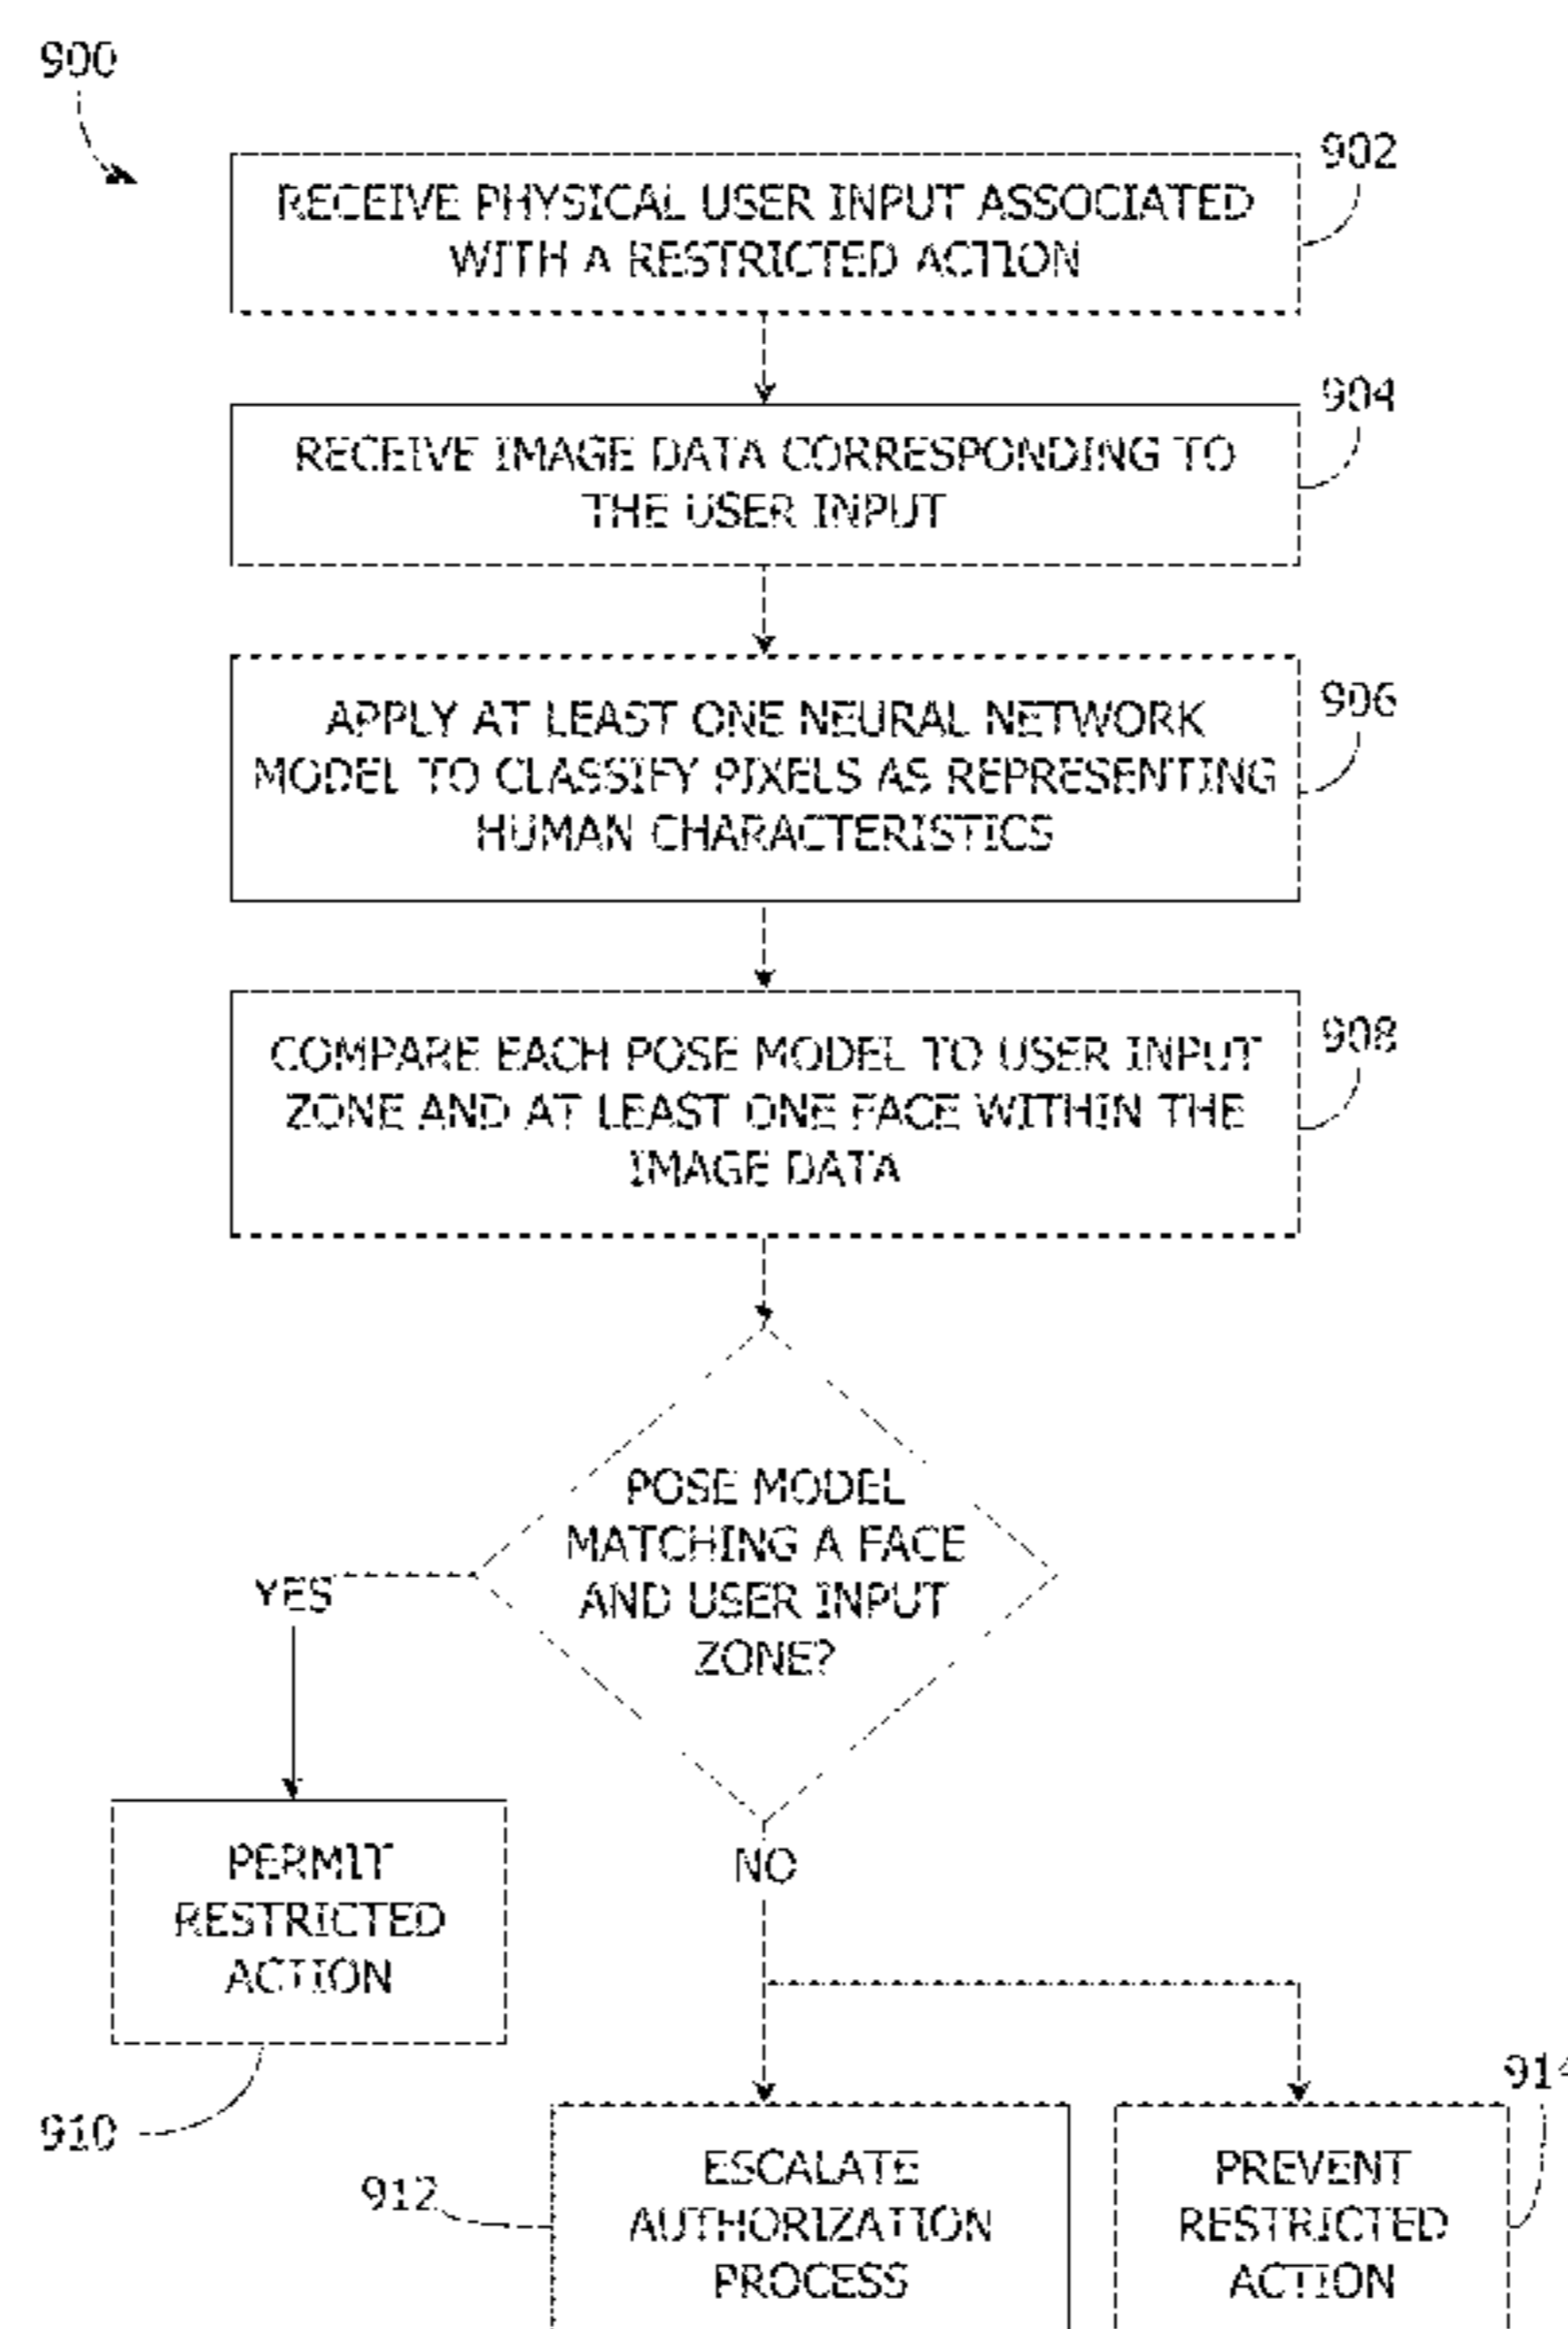 900
902
RECEIVE PHYSICAL USER INPUT ASSOCIATED
WITH A RESTRICTED ACTION
904
RECEIVE IMAGE DATA CORRESPONDING TO
THE USER INPUT
906
APPLY AT LEAST ONE NEURAL NETWORK
MODEL TO CLASSIFY PIXELS AS REPRESENTING
HUMAN CHARACTERISTICS
908
COMPARE EACH POSE MODEL TO USER INPUT
ZONE AND AT LEAST ONE FACE WITHIN THE
IMAGE DATA
POSE MODEL
MATCHING A FACE
AND USER INPUT
ZONE?
YES
NO
PERMIT
RESTRICTED
ACTION
910
912
ESCALATE
AUTHORIZATION
PROCESS
914
PREVENT
RESTRICTED
ACTION